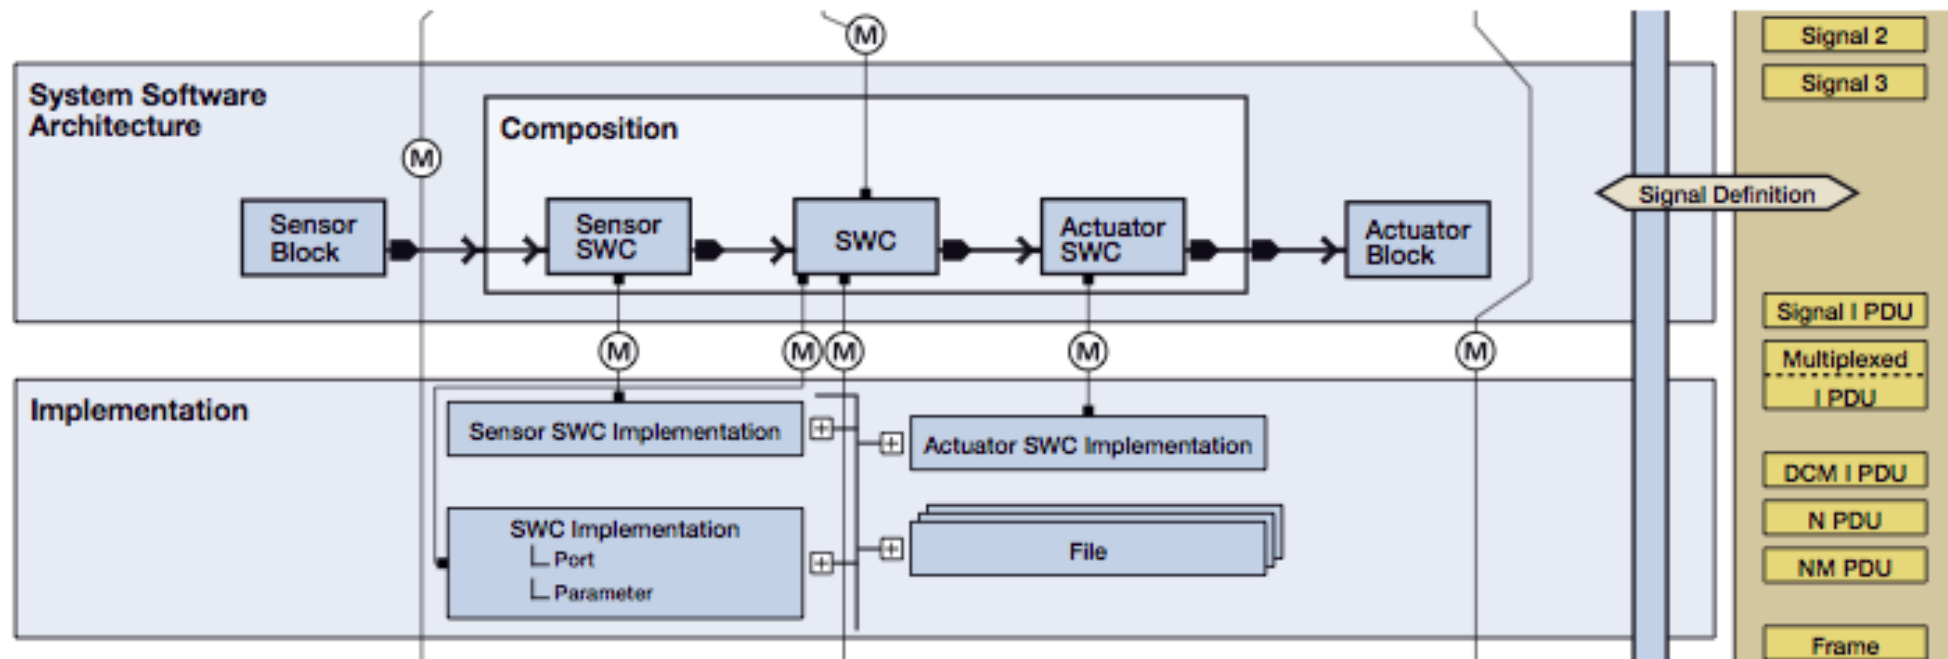 M
Signal 2
Signal 3
System Software
Architecture
Composition
M
Sensor
Block
Sensor
SWC
SWC
Actuator
SWC
Actuator
Block
Signal Definition
M
M
M
M
M
Signal I PDU
Multiplexed
I PDU
Implementation
Sensor SWC Implementation
Actuator SWC Implementation
DCM I PDU
SWC Implementation
Port
Parameter
File
N PDU
NM PDU
Frame